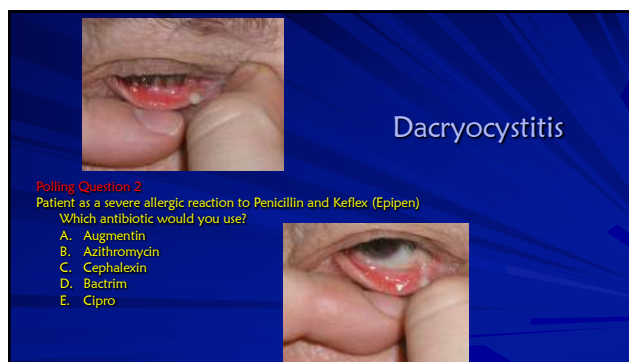 Dacryocystitis
Polling Question 2
Patient as a severe allergic reaction to Penicillin and Keflex (Epipen)
Which antibiotic would you use?
A. Augmentin
B. Azithromycin
C. Cephalexin
D. Bactrim
E. Cipro